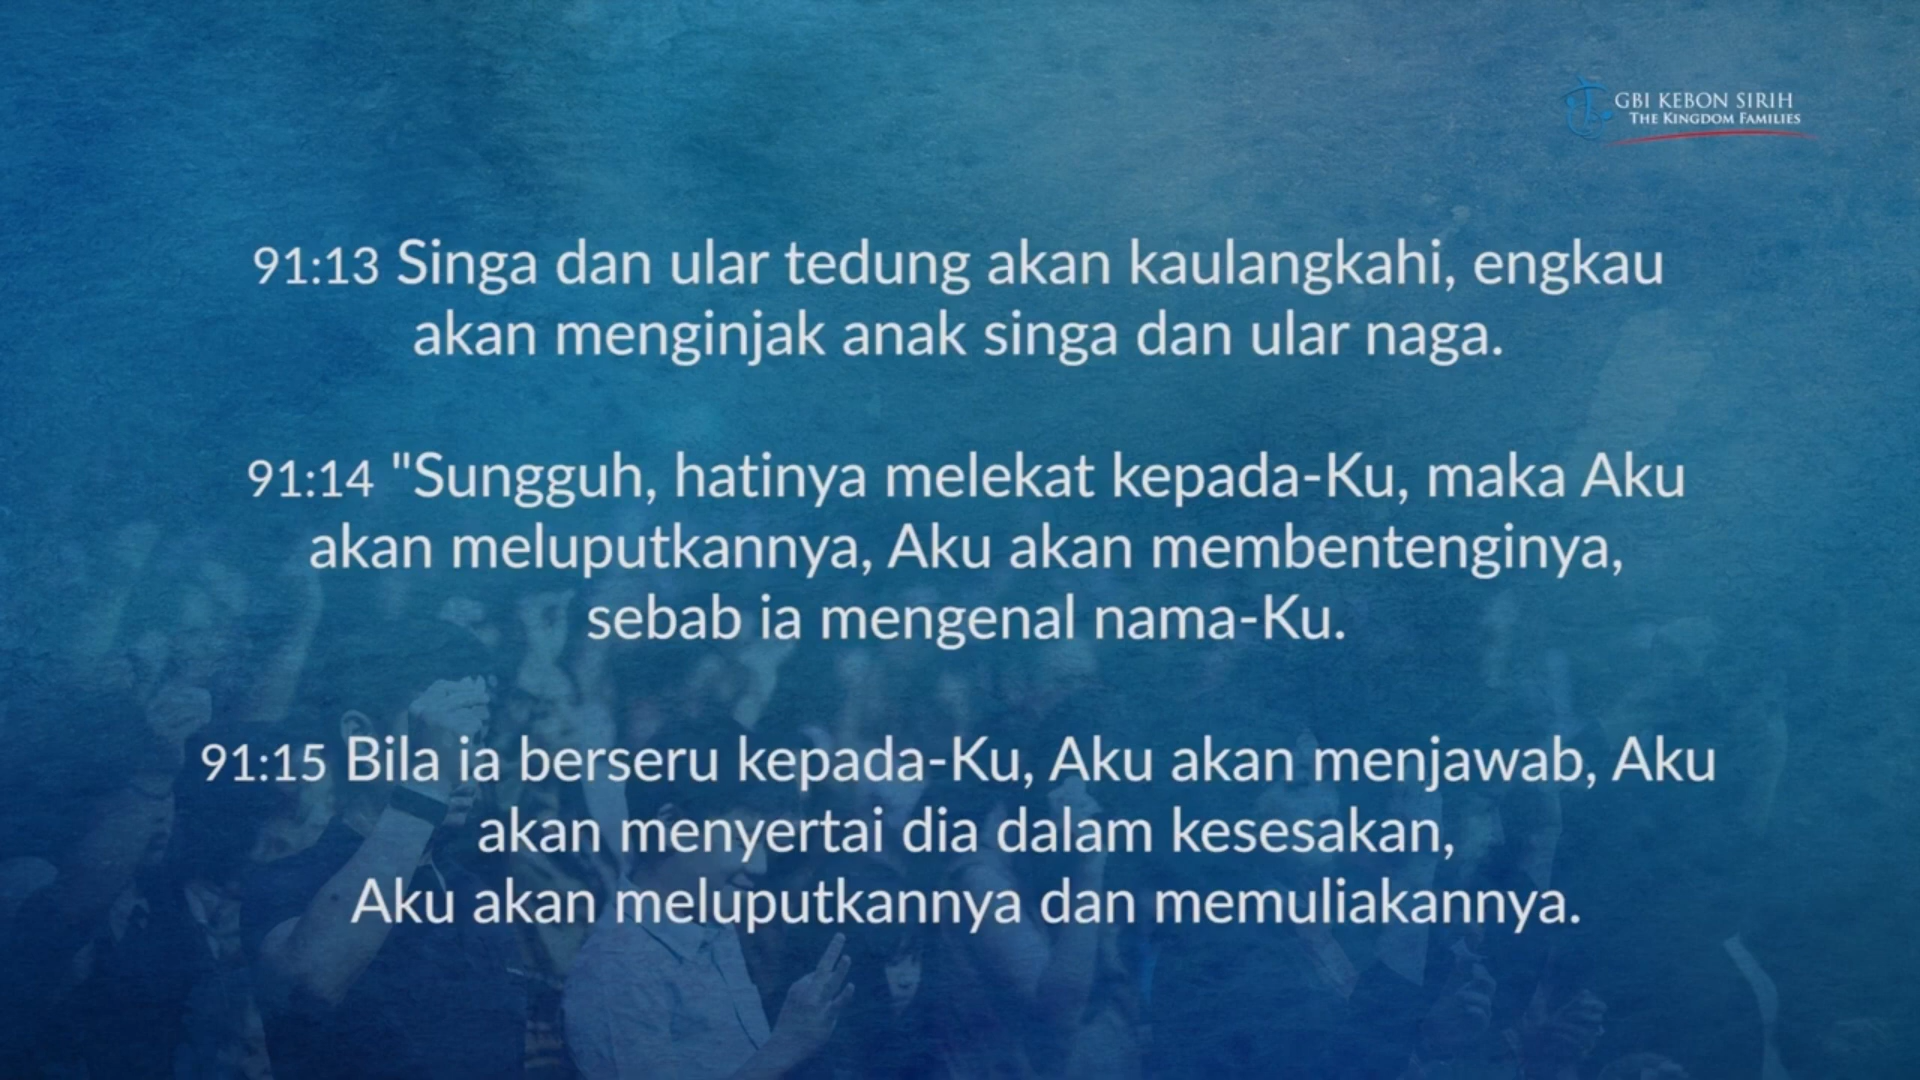 GBI KEBON SIRIH
THE KINGDOM FAMILIES
91:13 Singa dan ular tedung akan kaulangkahi, engkau
akan menginjak anak singa dan ular naga.
91:14 "Sungguh, hatinya melekat kepada-Ku, maka Aku
akan meluputkannya, Aku akan membentenginya,
sebab ia mengenal nama-Ku.
91:15 Bila ia berseru kepada-Ku, Aku akan menjawab, Aku
akan menyertai dia dalam kesesakan,
Aku akan meluputkannya dan memuliakannya.